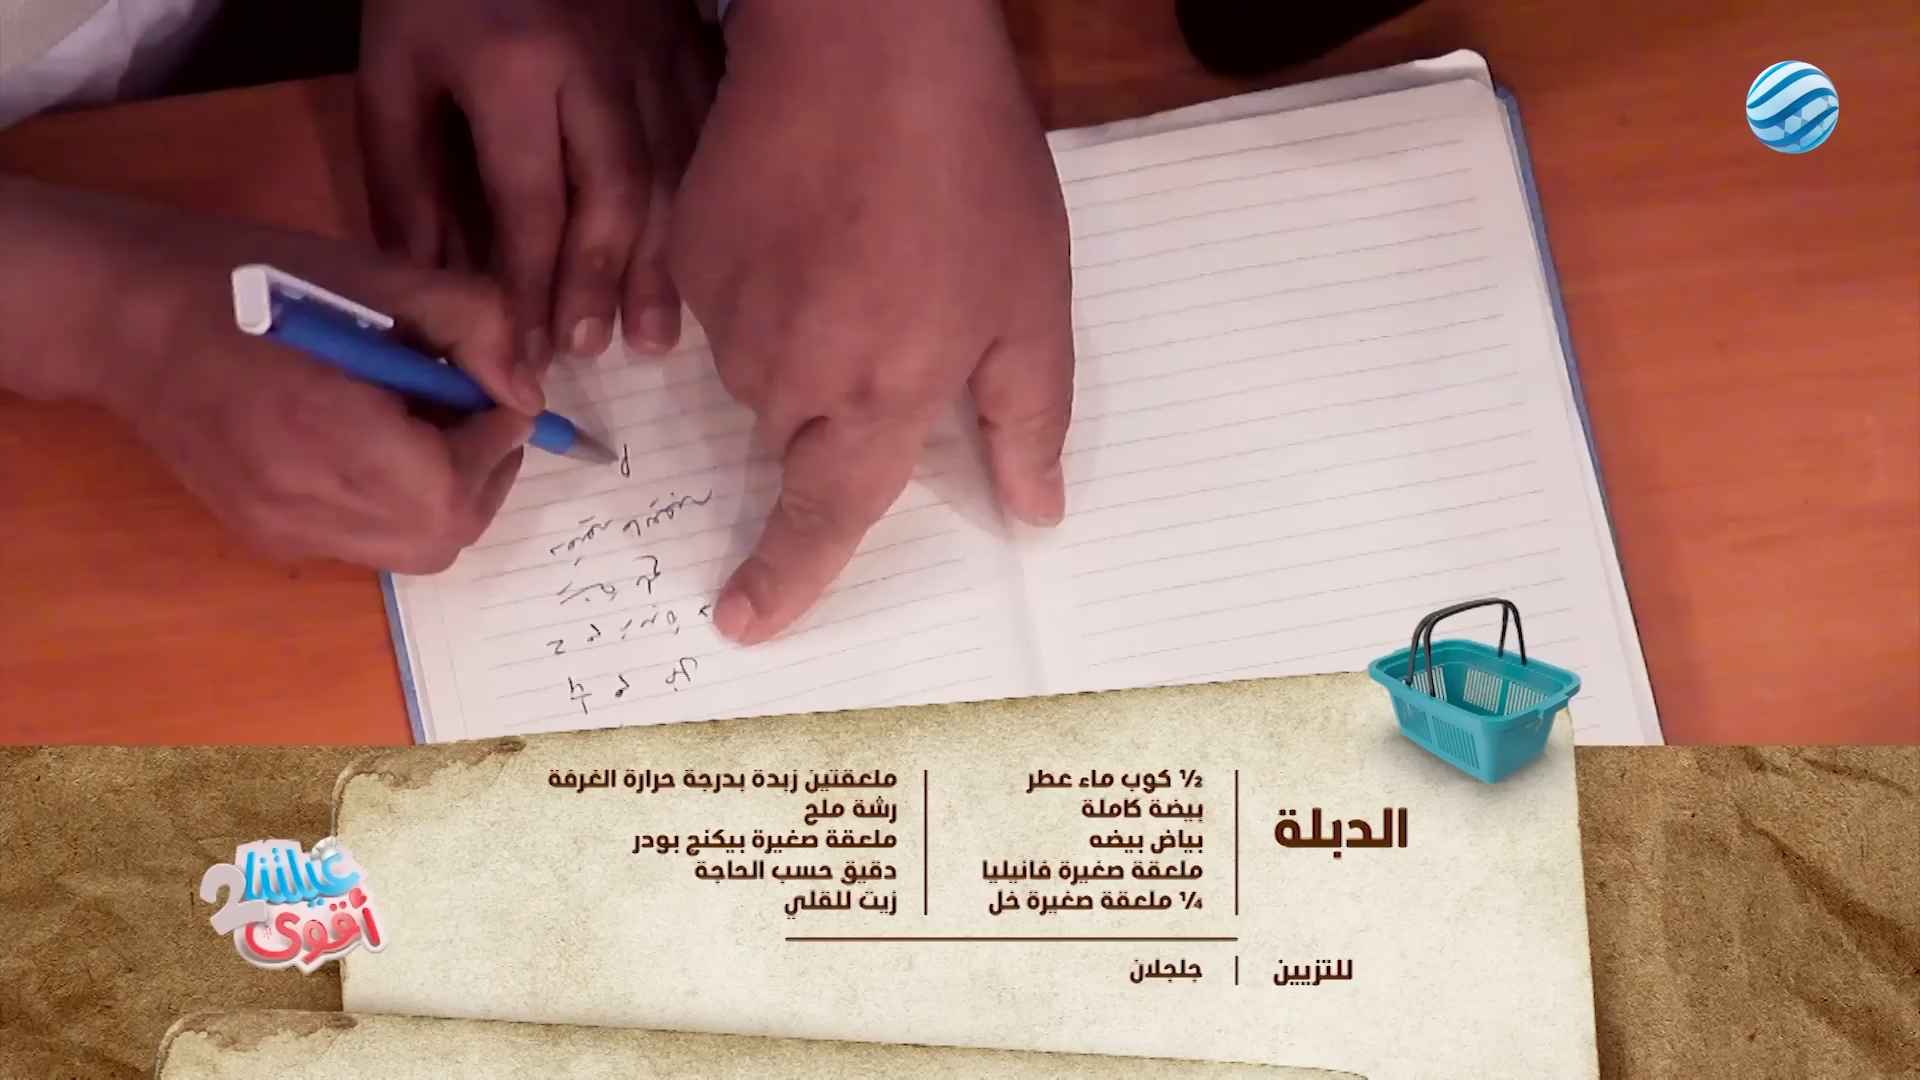 الدبلة
½ كوب ماء عطر
بيضة كاملة
بياض بيضه
ملعقة صغيرة فانيليا
¼ ملعقة صغيرة خل
ملعقتين زبدة بدرجة حرارة الغرفة
رشة ملح
ملعقة صغيرة بيكنج بودر
دقيق حسب الحاجة
زيت للقلي
للتزيين
جلجلان
عيلتنا
أقوى 2